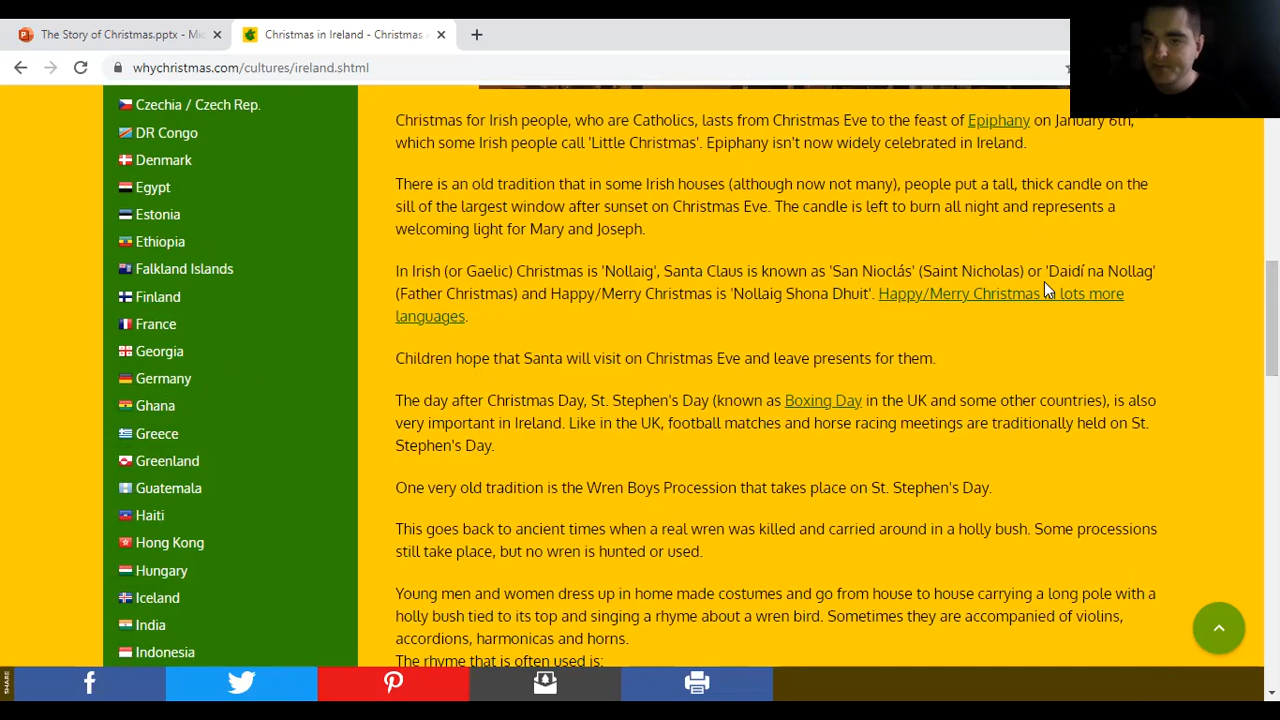 The Story of Christmas.pptx - Mic
Christmas in Ireland - Christmas
whychristmas.com/cultures/ireland.shtml
Czechia / Czech Rep.
DR Congo
Denmark
Egypt
Estonia
Ethiopia
Falkland Islands
Finland
France
Georgia
Germany
Ghana
Greece
Greenland
Guatemala
Haiti
Hong Kong
Hungary
Iceland
India
Indonesia
Christmas for Irish people, who are Catholics, lasts from Christmas Eve to the feast of Epiphany on January 6th,
which some Irish people call 'Little Christmas'. Epiphany isn't now widely celebrated in Ireland.
There is an old tradition that in some Irish houses (although now not many), people put a tall, thick candle on the
sill of the largest window after sunset on Christmas Eve. The candle is left to burn all night and represents a
welcoming light for Mary and Joseph.
In Irish (or Gaelic) Christmas is 'Nollaig', Santa Claus is known as 'San Nioclás' (Saint Nicholas) or 'Daidí na Nollag'
(Father Christmas) and Happy/Merry Christmas is 'Nollaig Shona Dhuit'. Happy/Merry Christmas in lots more
languages.
Children hope that Santa will visit on Christmas Eve and leave presents for them.
The day after Christmas Day, St. Stephen's Day (known as Boxing Day in the UK and some other countries), is also
very important in Ireland. Like in the UK, football matches and horse racing meetings are traditionally held on St.
Stephen's Day.
One very old tradition is the Wren Boys Procession that takes place on St. Stephen's Day.
This goes back to ancient times when a real wren was killed and carried around in a holly bush. Some processions
still take place, but no wren is hunted or used.
Young men and women dress up in home made costumes and go from house to house carrying a long pole with a
holly bush tied to its top and singing a rhyme about a wren bird. Sometimes they are accompanied of violins,
accordions, harmonicas and horns.
The rhyme that is often used is:
SHARE